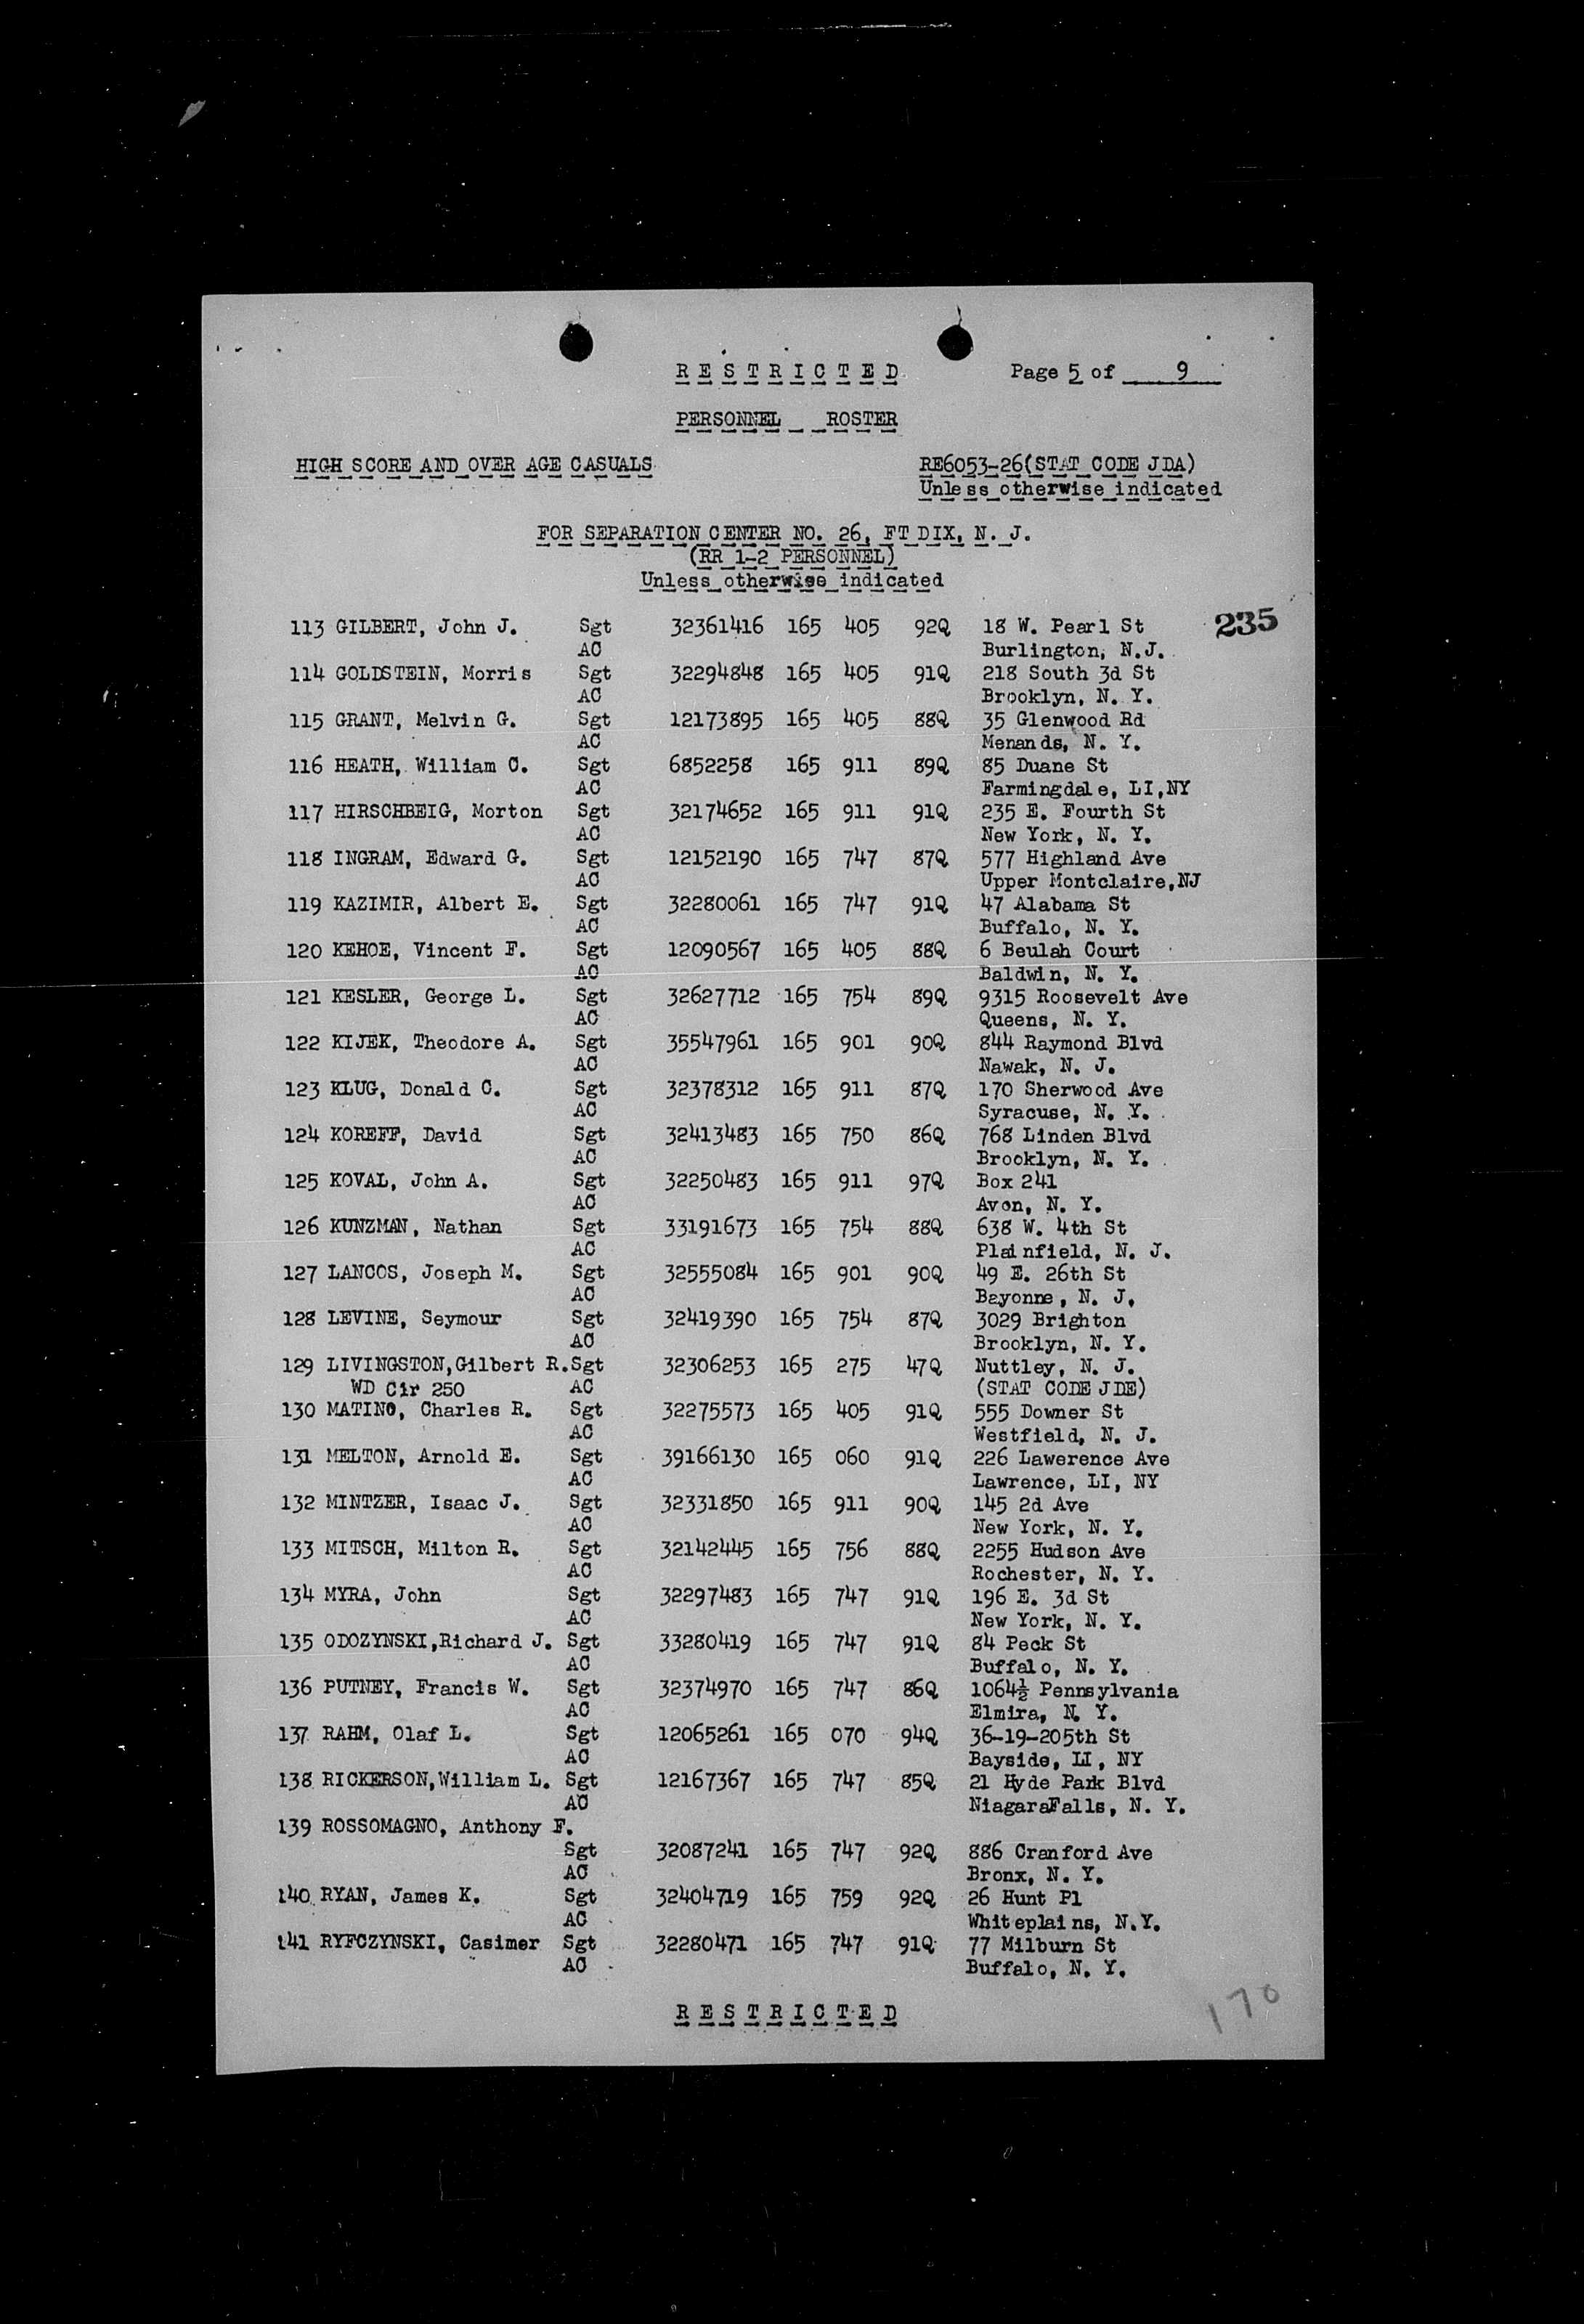 RESTRICTED Page 5 of 9
PERSONNEL ROSTER
HIGH SCORE AND OVER AGE CASUALS RE6053-26(STAT CODE JDA)
Unless otherwise indicated
FOR SEPARATION CENTER NO. 26, FT DIX, N. J.
(RR 1-2 PERSONNEL)
Unless otherwise indicated
113 GILBERT, John J. Sgt 32361416 165 405 92Q 18 W. Pearl St 235
AC Burlington, N.J.
114 GOLDSTEIN, Morris Sgt 32294848 165 405 91Q 218 South 3d St
AC Brooklyn, N. Y.
115 GRANT, Melvin G. Sgt 12173895 165 405 88Q 35 Glenwood Rd
AC Menands, N. Y.
116 HEATH, William C. Sgt 6852258 165 911 89Q 85 Duane St
AC Farmingdale, LI,NY
117 HIRSCHBEIG, Morton Sgt 32174652 165 911 91Q 235 E. Fourth St
AC New York, N. Y.
118 INGRAM, Edward G. Sgt 12152190 165 747 87Q 577 Highland Ave
AC Upper Montclaire,NJ
119 KAZIMIR, Albert E. Sgt 32280061 165 747 91Q 47 Alabama St
AC Buffalo, N. Y.
120 KEHOE, Vincent F. Sgt 12090567 165 405 88Q 6 Beulah Court
AC Baldwin, N. Y.
121 KESLER, George L. Sgt 32627712 165 754 89Q 9315 Roosevelt Ave
AC Queens, N. Y.
122 KIJEK, Theodore A. Sgt 35547961 165 901 90Q 844 Raymond Blvd
AC Nawak, N. J.
123 KLUG, Donald C. Sgt 32378312 165 911 87Q 170 Sherwood Ave
AC Syracuse, N. Y.
124 KOREFF, David Sgt 32413483 165 750 86Q 768 Linden Blvd
AC Brooklyn, N. Y.
125 KOVAL, John A. Sgt 32250483 165 911 97Q Box 241
AC Avon, N. Y.
126 KUNZMAN, Nathan Sgt 33191673 165 754 88Q 638 W. 4th St
AC Plainfield, N. J.
127 LANCOS, Joseph M. Sgt 32555084 165 901 90Q 49 E. 26th St
AC Bayonne, N. J.
128 LEVINE, Seymour Sgt 32419390 165 754 87Q 3029 Brighton
AC Brooklyn, N. Y.
129 LIVINGSTON,Gilbert R.Sgt 32306253 165 275 47Q Nuttley, N. J.
WD Cir 250 AC (STAT CODE JDE)
130 MATINO, Charles R. Sgt 32275573 165 405 91Q 555 Downer St
AC Westfield, N. J.
131 MELTON, Arnold E. Sgt 39166130 165 060 91Q 226 Lawerence Ave
AC Lawrence, LI, NY
132 MINTZER, Isaac J. Sgt 32331850 165 911 90Q 145 2d Ave
AC New York, N. Y.
133 MITSCH, Milton R. Sgt 32142445 165 756 88Q 2255 Hudson Ave
AC Rochester, N. Y.
134 MYRA, John Sgt 32297483 165 747 91Q 196 E. 3d St
AC New York, N. Y.
135 ODOZYNSKI,Richard J. Sgt 33280419 165 747 91Q 84 Peck St
AC Buffalo, N. Y.
136 PUTNEY, Francis W. Sgt 32374970 165 747 86Q 1064½ Pennsylvania
AC Elmira, N. Y.
137 RAHM, Olaf L. Sgt 12065261 165 070 94Q 36-19-205th St
AC Bayside, LI, NY
138 RICKERSON,William L. Sgt 12167367 165 747 85Q 21 Hyde Park Blvd
AC NiagaraFalls, N. Y.
139 ROSSOMAGNO, Anthony F.
Sgt 32087241 165 747 92Q 886 Cranford Ave
AC Bronx, N. Y.
140 RYAN, James K. Sgt 32404719 165 759 92Q 26 Hunt Pl
AC Whiteplains, N.Y.
141 RYFCZYNSKI, Casimer Sgt 32280471 165 747 91Q 77 Milburn St
AC Buffalo, N. Y.
RESTRICTED
170